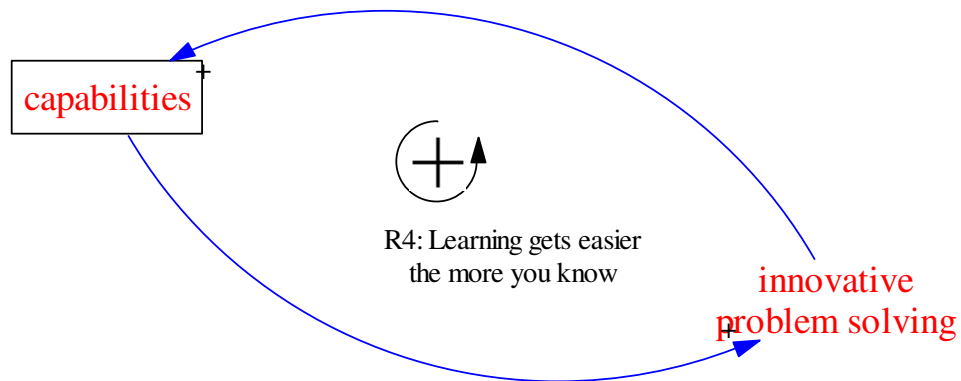 capabilities
+
+
R4: Learning gets easier
the more you know
innovative
problem solving
+